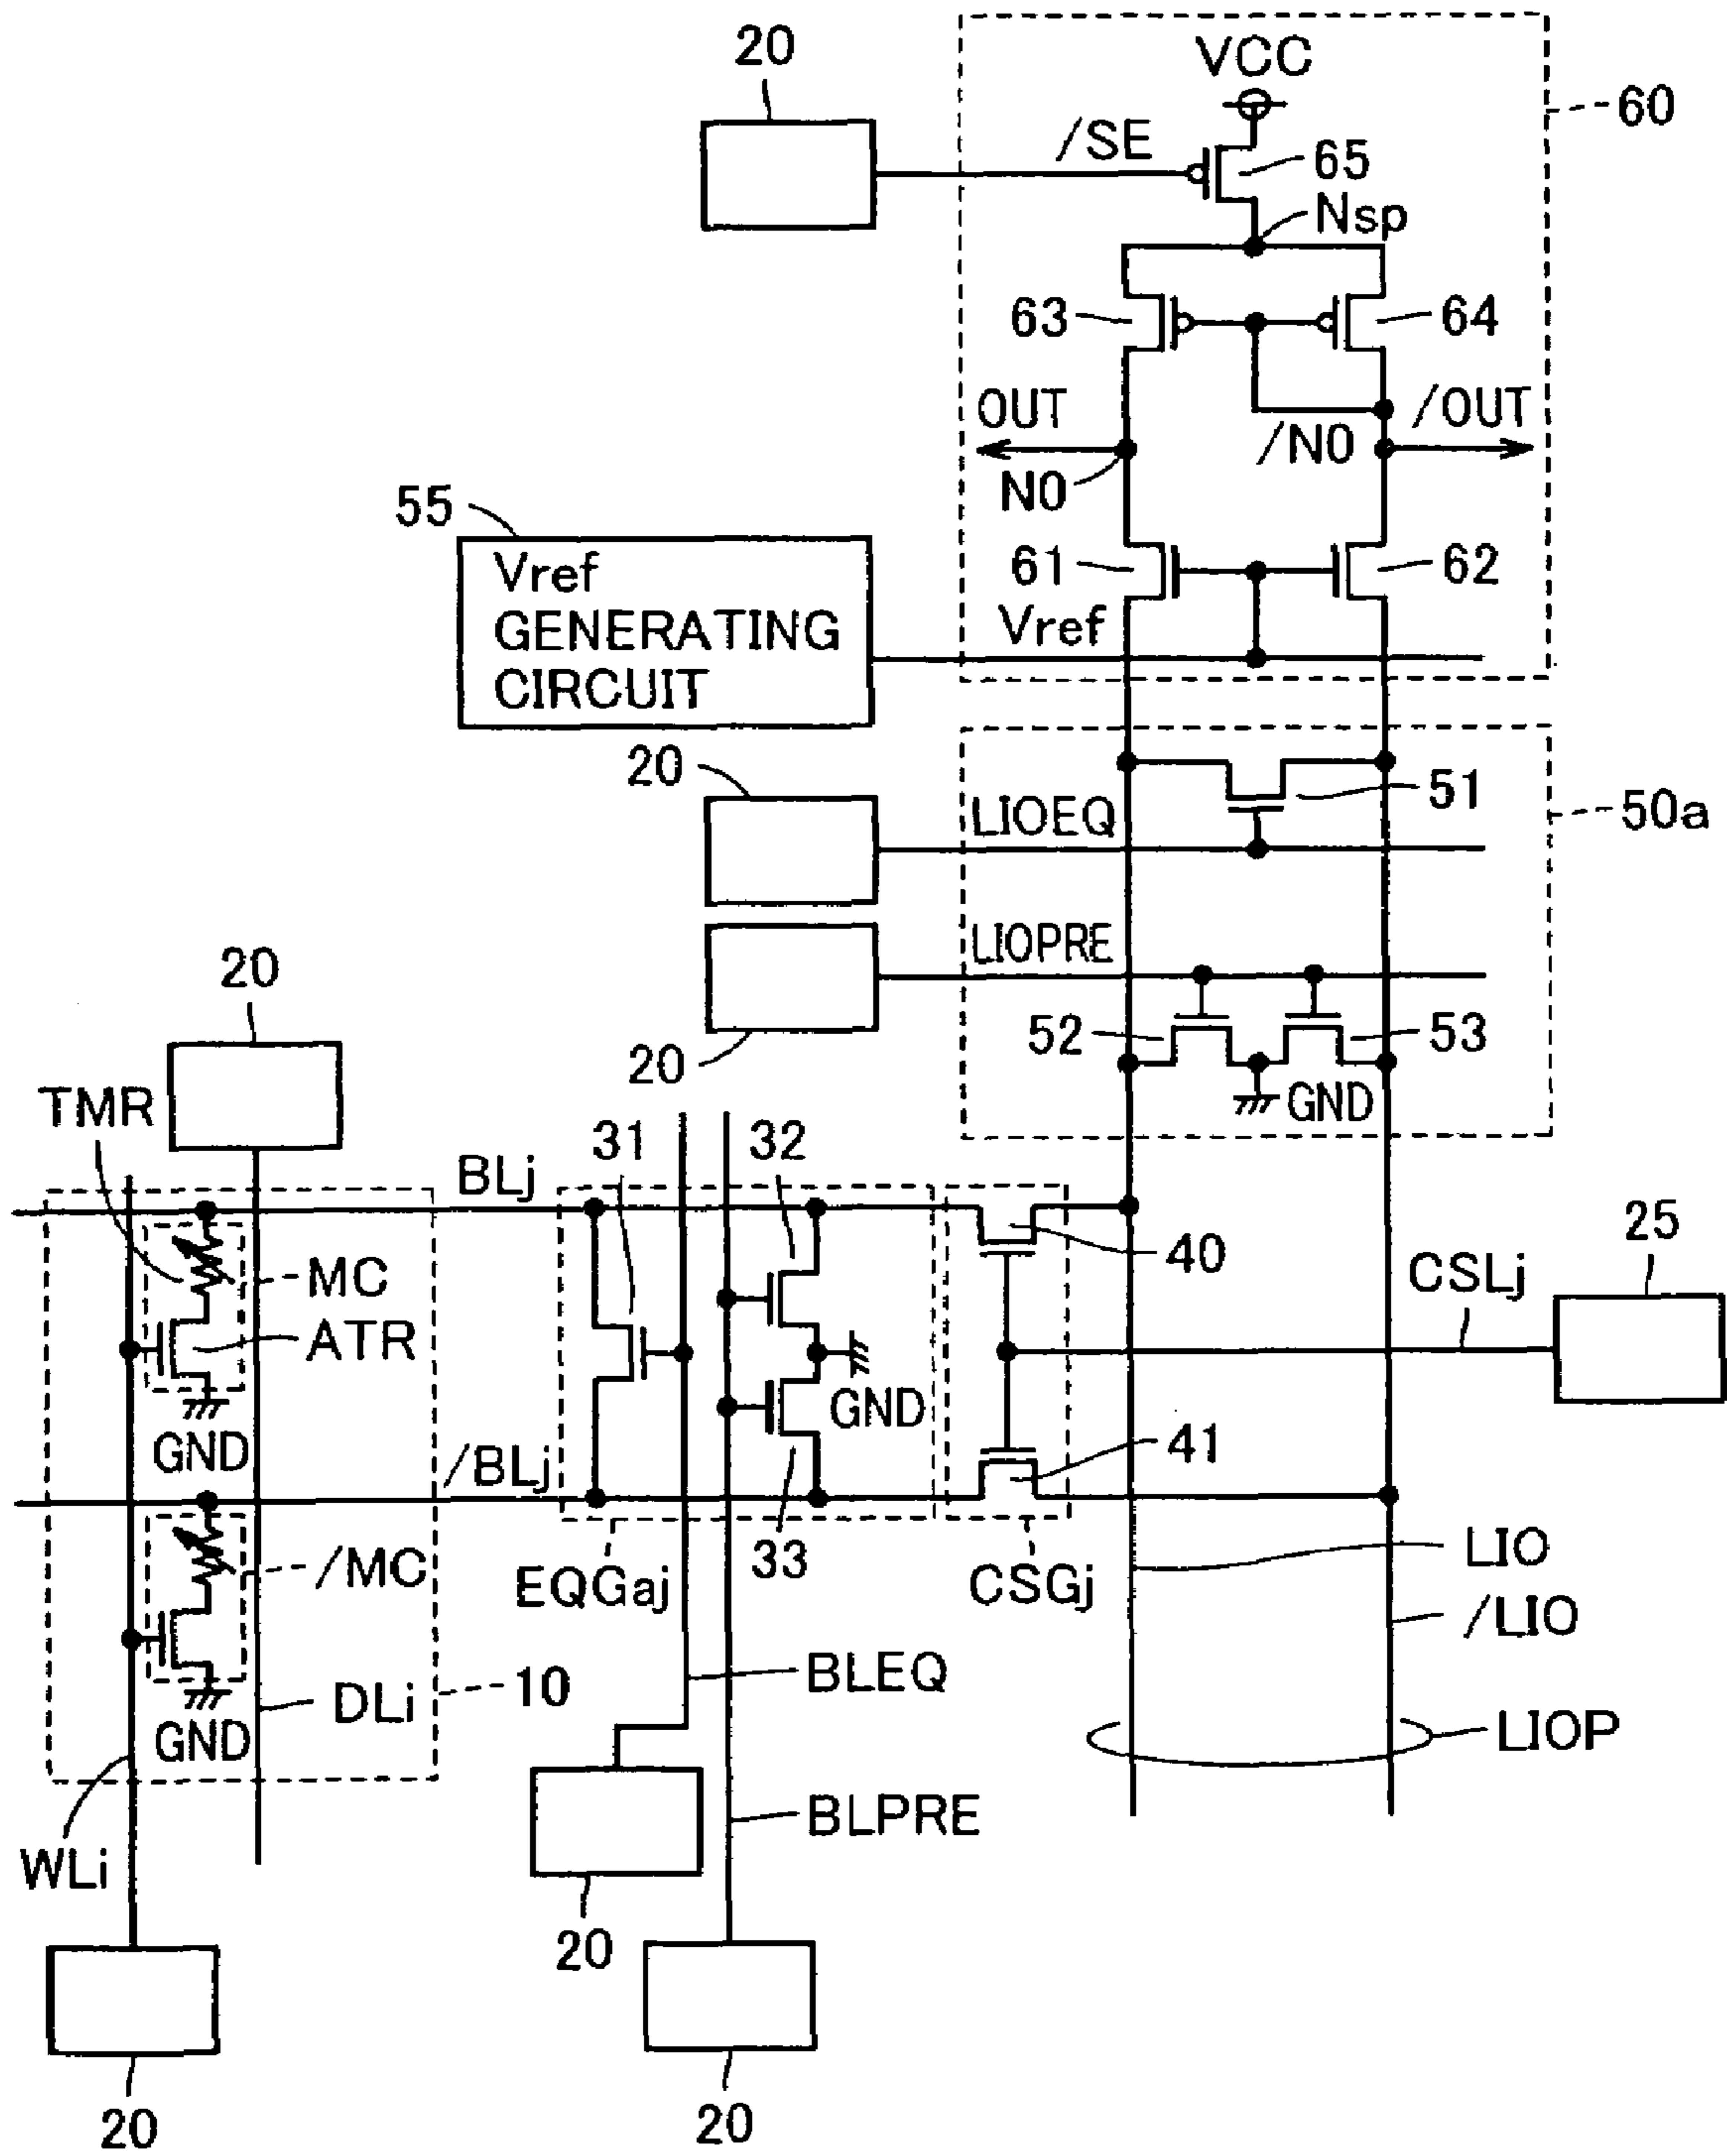 20
VCC
60
/SE
65
Nsp
63
64
OUT
/OUT
/N0
N0
55
Vref
GENERATING
CIRCUIT
61
62
Vref
20
LIOEQ
51
50a
LIOPRE
20
52
53
20
GND
TMR
31
32
BLj
25
40
MC
CSLj
ATR
GND
GND
41
/BLj
33
LIO
/MC
EQGaj
CSGj
/LIO
BLEQ
10
DLi
GND
LIOP
BLPRE
WLi
20
20
20